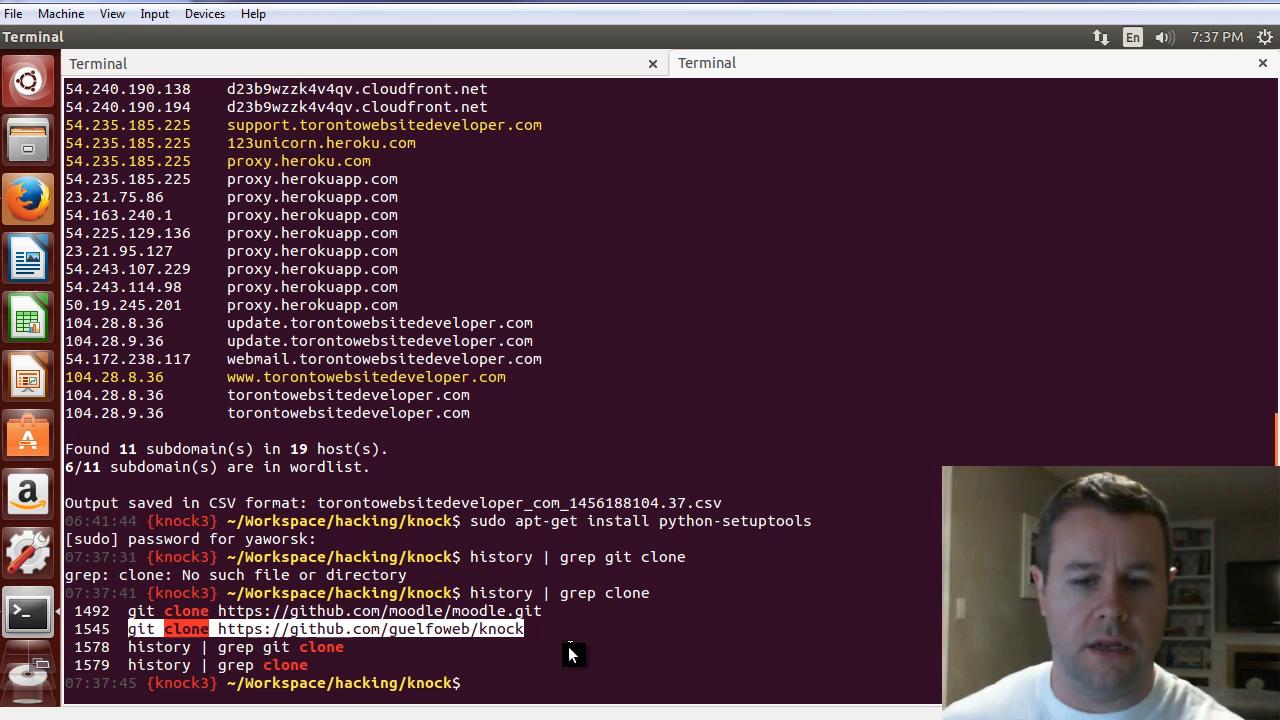 File Machine View Input Devices Help
Terminal En 7:37 PM
Terminal × Terminal ×
54.240.190.138 d23b9wzzk4v4qv.cloudfront.net
54.240.190.194 d23b9wzzk4v4qv.cloudfront.net
54.235.185.225 support.torontowebsitedeveloper.com
54.235.185.225 123unicorn.heroku.com
54.235.185.225 proxy.heroku.com
54.235.185.225 proxy.herokuapp.com
23.21.75.86 proxy.herokuapp.com
54.163.240.1 proxy.herokuapp.com
54.225.129.136 proxy.herokuapp.com
23.21.95.127 proxy.herokuapp.com
54.243.107.229 proxy.herokuapp.com
54.243.114.98 proxy.herokuapp.com
50.19.245.201 proxy.herokuapp.com
104.28.8.36 update.torontowebsitedeveloper.com
104.28.9.36 update.torontowebsitedeveloper.com
54.172.238.117 webmail.torontowebsitedeveloper.com
104.28.8.36 www.torontowebsitedeveloper.com
104.28.8.36 torontowebsitedeveloper.com
104.28.9.36 torontowebsitedeveloper.com
Found 11 subdomain(s) in 19 host(s).
6/11 subdomain(s) are in wordlist.
Output saved in CSV format: torontowebsitedeveloper_com_1456188104.37.csv
06:41:44 {knock3} ~/Workspace/hacking/knock$ sudo apt-get install python-setuptools
[sudo] password for yaworsk:
07:37:31 {knock3} ~/Workspace/hacking/knock$ history | grep git clone
grep: clone: No such file or directory
07:37:41 {knock3} ~/Workspace/hacking/knock$ history | grep clone
1492 git clone https://github.com/moodle/moodle.git
1545 git clone https://github.com/guelfoweb/knock
1578 history | grep git clone
1579 history | grep clone
07:37:45 {knock3} ~/Workspace/hacking/knock$